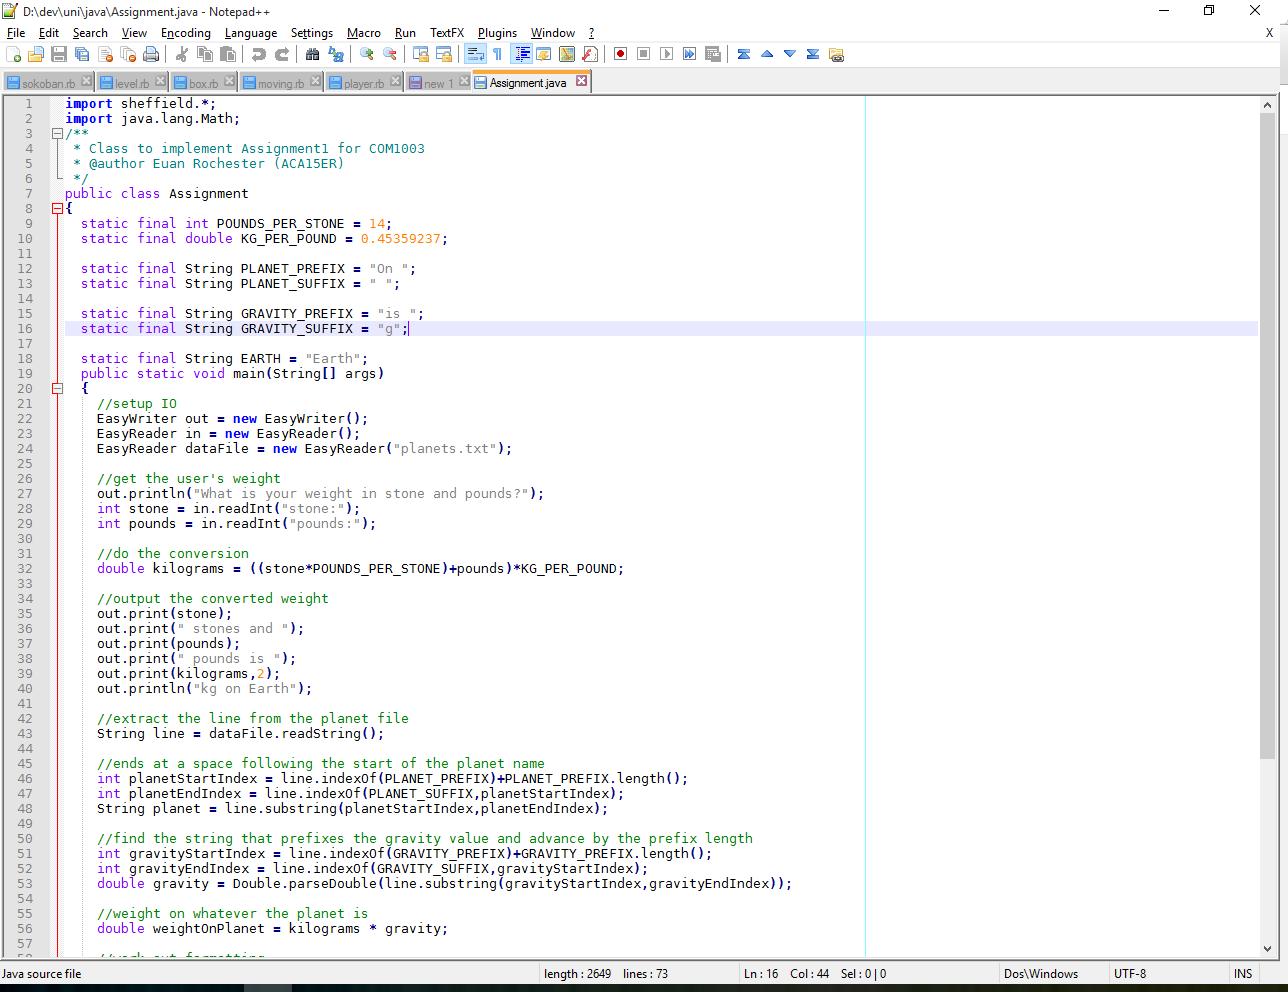 D:\dev\uni\java\Assignment.java - Notepad++
File Edit Search View Encoding Language Settings Macro Run TextFX Plugins Window ? X
sokoban.rb level.rb box.rb moving.rb player.rb new 1 Assignment.java
1 import sheffield.*;
2 import java.lang.Math;
3 /**
4 * Class to implement Assignment1 for COM1003
5 * @author Euan Rochester (ACA15ER)
6 */
7 public class Assignment
8 {
9 static final int POUNDS_PER_STONE = 14;
10 static final double KG_PER_POUND = 0.45359237;
11
12 static final String PLANET_PREFIX = "On ";
13 static final String PLANET_SUFFIX = " ";
14
15 static final String GRAVITY_PREFIX = "is ";
16 static final String GRAVITY_SUFFIX = "g";
17
18 static final String EARTH = "Earth";
19 public static void main(String[] args)
20 {
21 //setup IO
22 EasyWriter out = new EasyWriter();
23 EasyReader in = new EasyReader();
24 EasyReader dataFile = new EasyReader("planets.txt");
25
26 //get the user's weight
27 out.println("What is your weight in stone and pounds?");
28 int stone = in.readInt("stone:");
29 int pounds = in.readInt("pounds:");
30
31 //do the conversion
32 double kilograms = ((stone*POUNDS_PER_STONE)+pounds)*KG_PER_POUND;
33
34 //output the converted weight
35 out.print(stone);
36 out.print(" stones and ");
37 out.print(pounds);
38 out.print(" pounds is ");
39 out.print(kilograms,2);
40 out.println("kg on Earth");
41
42 //extract the line from the planet file
43 String line = dataFile.readString();
44
45 //ends at a space following the start of the planet name
46 int planetStartIndex = line.indexOf(PLANET_PREFIX)+PLANET_PREFIX.length();
47 int planetEndIndex = line.indexOf(PLANET_SUFFIX,planetStartIndex);
48 String planet = line.substring(planetStartIndex,planetEndIndex);
49
50 //find the string that prefixes the gravity value and advance by the prefix length
51 int gravityStartIndex = line.indexOf(GRAVITY_PREFIX)+GRAVITY_PREFIX.length();
52 int gravityEndIndex = line.indexOf(GRAVITY_SUFFIX,gravityStartIndex);
53 double gravity = Double.parseDouble(line.substring(gravityStartIndex,gravityEndIndex));
54
55 //weight on whatever the planet is
56 double weightOnPlanet = kilograms * gravity;
57
Java source file length : 2649 lines : 73 Ln : 16 Col : 44 Sel : 0 | 0 Dos\Windows UTF-8 INS